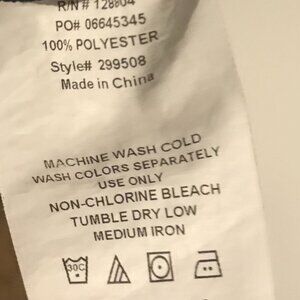 R/N# 128804
PO# 06645345
100% POLYESTER
Style# 299508
Made in China
MACHINE WASH COLD
WASH COLORS SEPARATELY
USE ONLY
NON-CHLORINE BLEACH
TUMBLE DRY LOW
MEDIUM IRON
30C